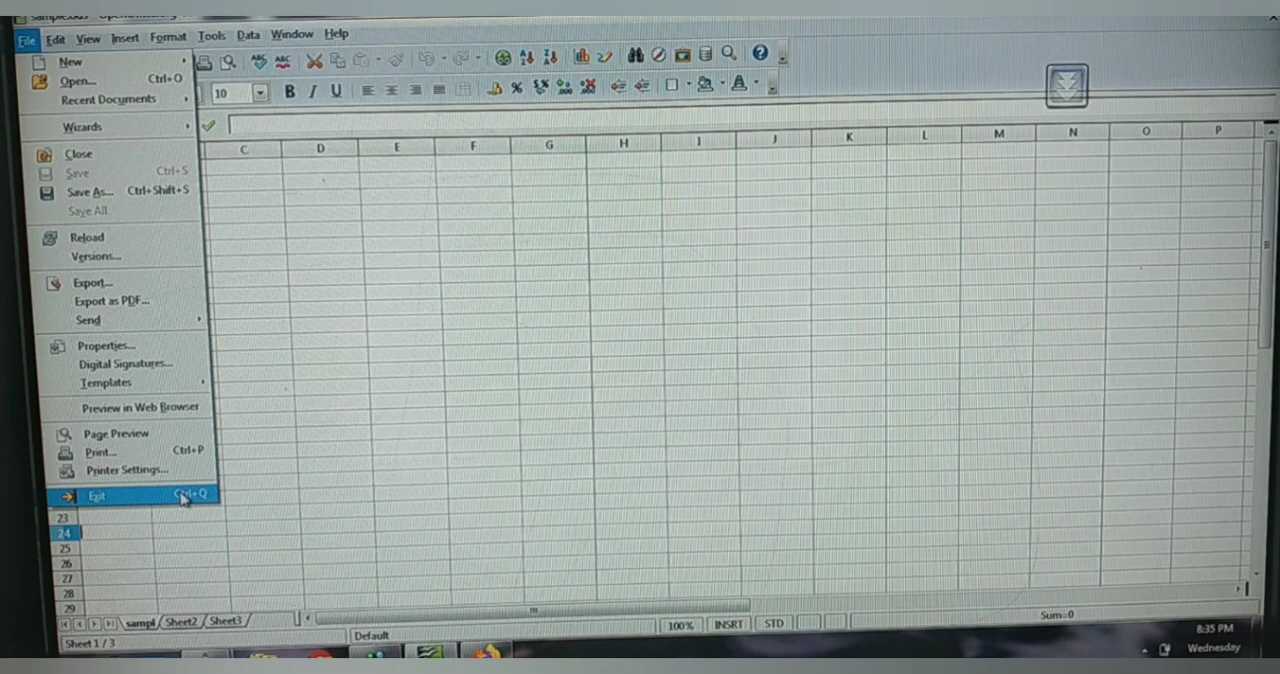 File Edit View Insert Format Tools Data Window Help
New
Open... Ctrl+O
Recent Documents
Wizards
Close
Save Ctrl+S
Save As... Ctrl+Shift+S
Save All
Reload
Versions...
Export...
Export as PDF...
Send
Properties...
Digital Signatures...
Templates
Preview in Web Browser
Page Preview
Print... Ctrl+P
Printer Settings...
Exit Ctrl+Q
10 B I U %
C D E F G H I J K L M N O P
23
24
25
26
27
28
29
sampl Sheet2 Sheet3
Sheet 1 / 3 Default 100% INSRT STD Sum=0
8:35 PM
Wednesday